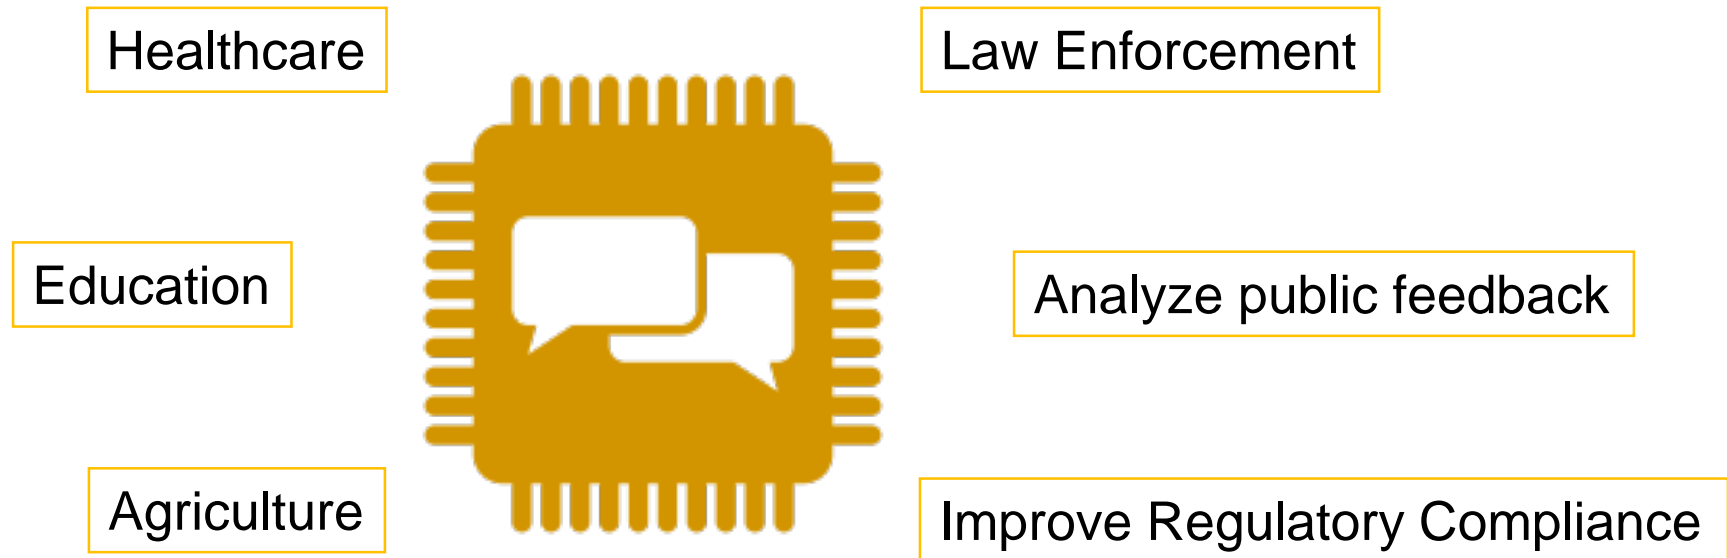 Healthcare
Law Enforcement
Education
Analyze public feedback
Agriculture
Improve Regulatory Compliance